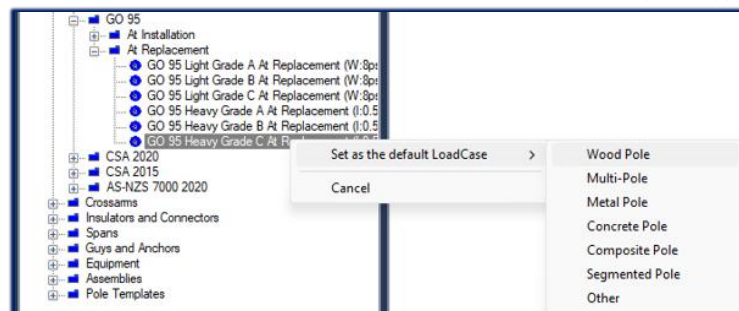 GO 95
At Installation
At Replacement
GO 95 Light Grade A At Replacement (W:8ps
GO 95 Light Grade B At Replacement (W:8ps
GO 95 Light Grade C At Replacement (W:8ps
GO 95 Heavy Grade A At Replacement (I:0.5
GO 95 Heavy Grade B At Replacement (I:0.5
GO 95 Heavy Grade C At R
CSA 2020
CSA 2015
AS-NZS 7000 2020
Crossarms
Insulators and Connectors
Spans
Guys and Anchors
Equipment
Assemblies
Pole Templates
Set as the default LoadCase >
Cancel
Wood Pole
Multi-Pole
Metal Pole
Concrete Pole
Composite Pole
Segmented Pole
Other